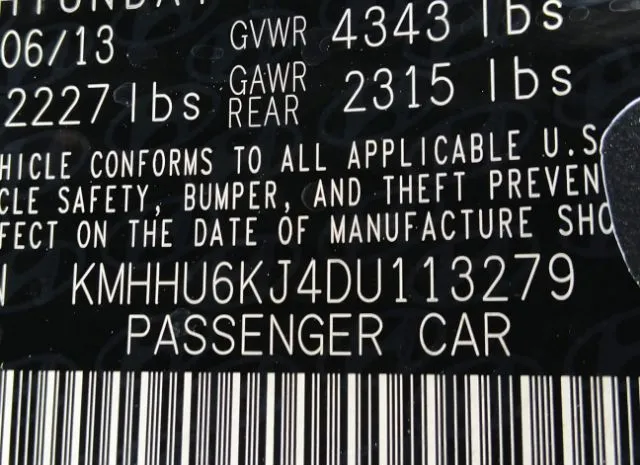 HYUNDAI
06/13 GVWR 4343 lbs
2227 lbs GAWR REAR 2315 lbs
HICLE CONFORMS TO ALL APPLICABLE U.S
CLE SAFETY, BUMPER, AND THEFT PREVEN
FECT ON THE DATE OF MANUFACTURE SHO
N KMHHU6KJ4DU113279
PASSENGER CAR